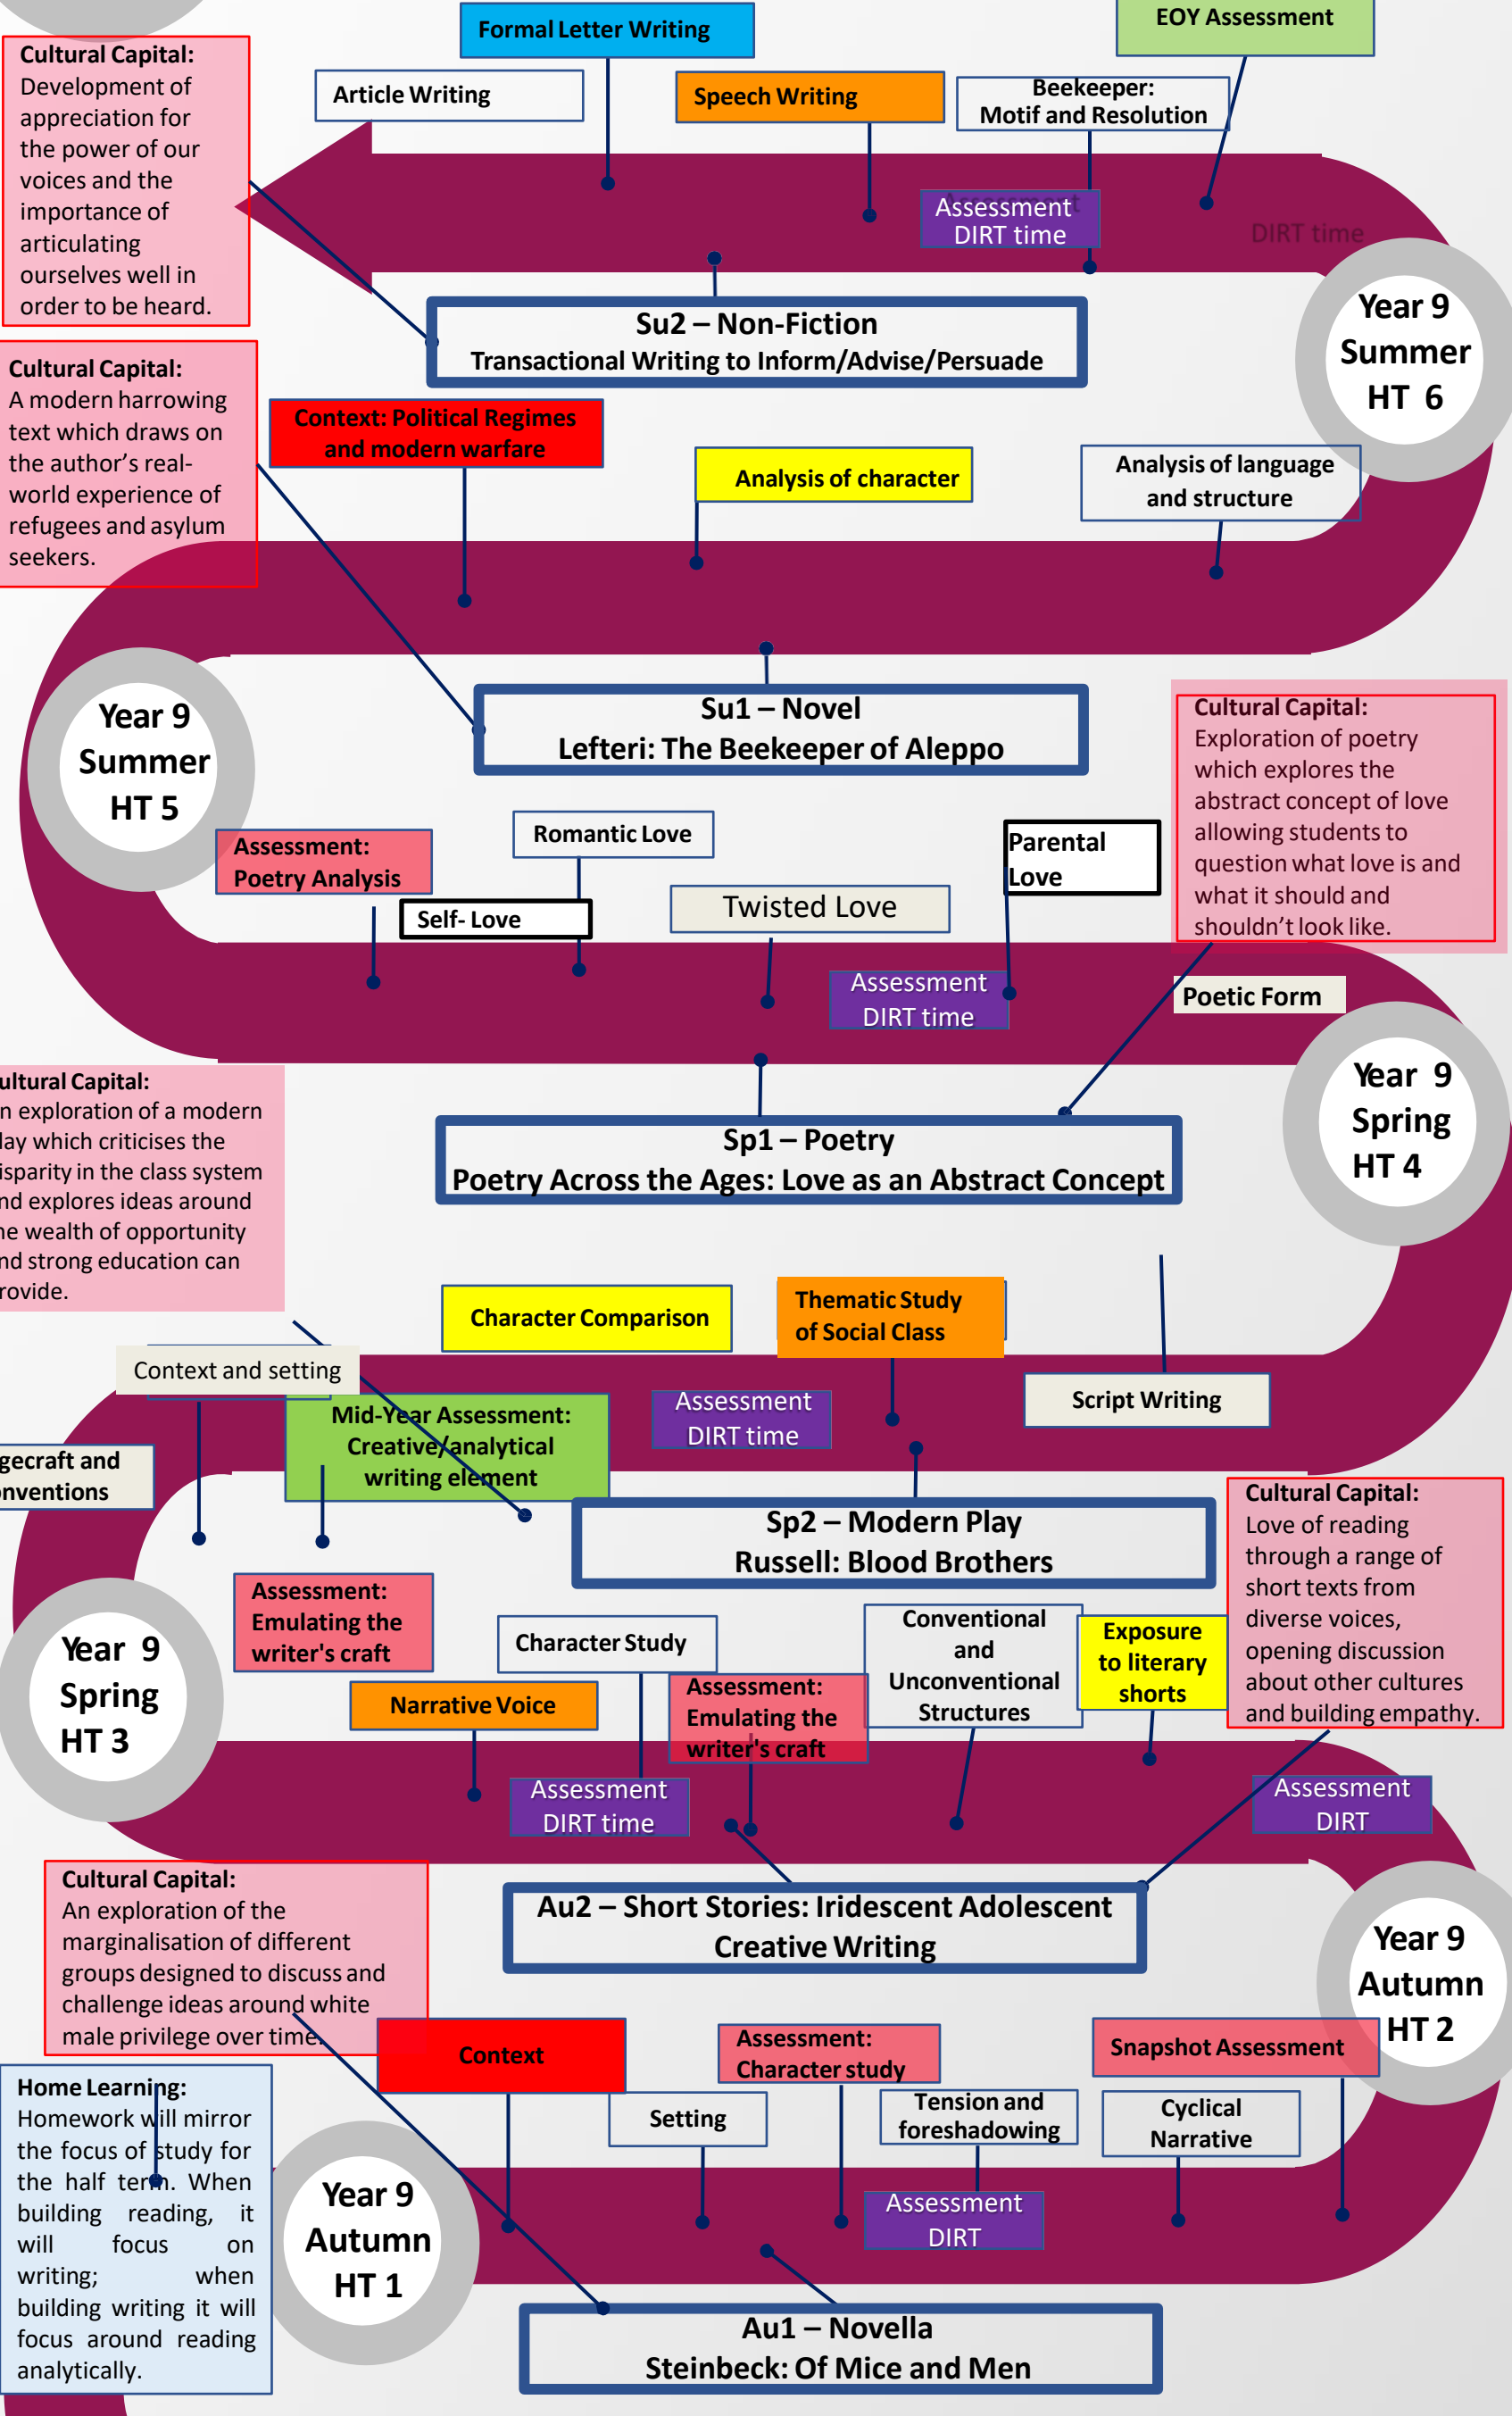 EOY Assessment
Formal Letter Writing
Article Writing
Speech Writing
Beekeeper:
Motif and Resolution
Cultural Capital:
Development of
appreciation for
the power of our
voices and the
importance of
articulating
ourselves well in
order to be heard.
Assessment
DIRT time
Assessment
DIRT time
Su2 – Non-Fiction
Transactional Writing to Inform/Advise/Persuade
Year 9
Summer
HT 6
Cultural Capital:
A modern harrowing
text which draws on
the author's real-
world experience of
refugees and asylum
seekers.
Context: Political Regimes
and modern warfare
Analysis of character
Analysis of language
and structure
Su1 – Novel
Lefteri: The Beekeeper of Aleppo
Year 9
Summer
HT 5
Cultural Capital:
Exploration of poetry
which explores the
abstract concept of love
allowing students to
question what love is and
what it should and
shouldn't look like.
Assessment:
Poetry Analysis
Romantic Love
Self- Love
Twisted Love
Parental
Love
Assessment
DIRT time
Poetic Form
Year 9
Spring
HT 4
Sp1 – Poetry
Poetry Across the Ages: Love as an Abstract Concept
ultural Capital:
n exploration of a modern
lay which criticises the
isparity in the class system
nd explores ideas around
he wealth of opportunity
nd strong education can
rovide.
Character Comparison
Thematic Study
of Social Class
Context and setting
Script Writing
Mid-Year Assessment:
Creative/analytical
writing element
Assessment
DIRT time
gecraft and
nventions
Sp2 – Modern Play
Russell: Blood Brothers
Cultural Capital:
Love of reading
through a range of
short texts from
diverse voices,
opening discussion
about other cultures
and building empathy.
Year 9
Spring
HT 3
Assessment:
Emulating the
writer's craft
Character Study
Conventional
and
Unconventional
Structures
Exposure
to literary
shorts
Narrative Voice
Assessment:
Emulating the
writer's craft
Assessment
DIRT time
Assessment
DIRT
Au2 – Short Stories: Iridescent Adolescent
Creative Writing
Year 9
Autumn
HT 2
Cultural Capital:
An exploration of the
marginalisation of different
groups designed to discuss and
challenge ideas around white
male privilege over time.
Context
Assessment:
Character study
Snapshot Assessment
Setting
Tension and
foreshadowing
Cyclical
Narrative
Home Learning:
Homework will mirror
the focus of study for
the half term. When
building reading, it
will focus on
writing; when
building writing it will
focus around reading
analytically.
Year 9
Autumn
HT 1
Assessment
DIRT
Au1 – Novella
Steinbeck: Of Mice and Men